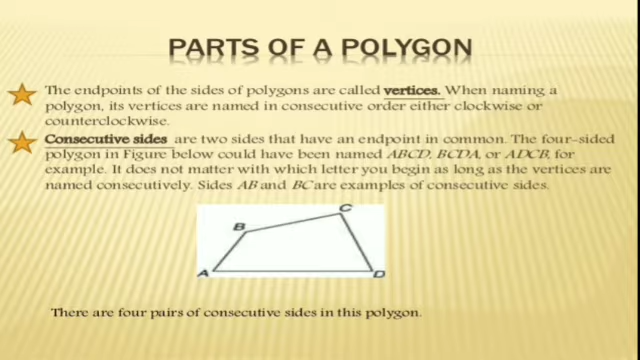 PARTS OF A POLYGON
The endpoints of the sides of polygons are called vertices. When naming a
polygon, its vertices are named in consecutive order either clockwise or
counterclockwise.
Consecutive sides are two sides that have an endpoint in common. The four-sided
polygon in Figure below could have been named ABCD, BCDA, or ADCB, for
example. It does not matter with which letter you begin as long as the vertices are
named consecutively. Sides AB and BC are examples of consecutive sides.
C
B
A
D
There are four pairs of consecutive sides in this polygon.